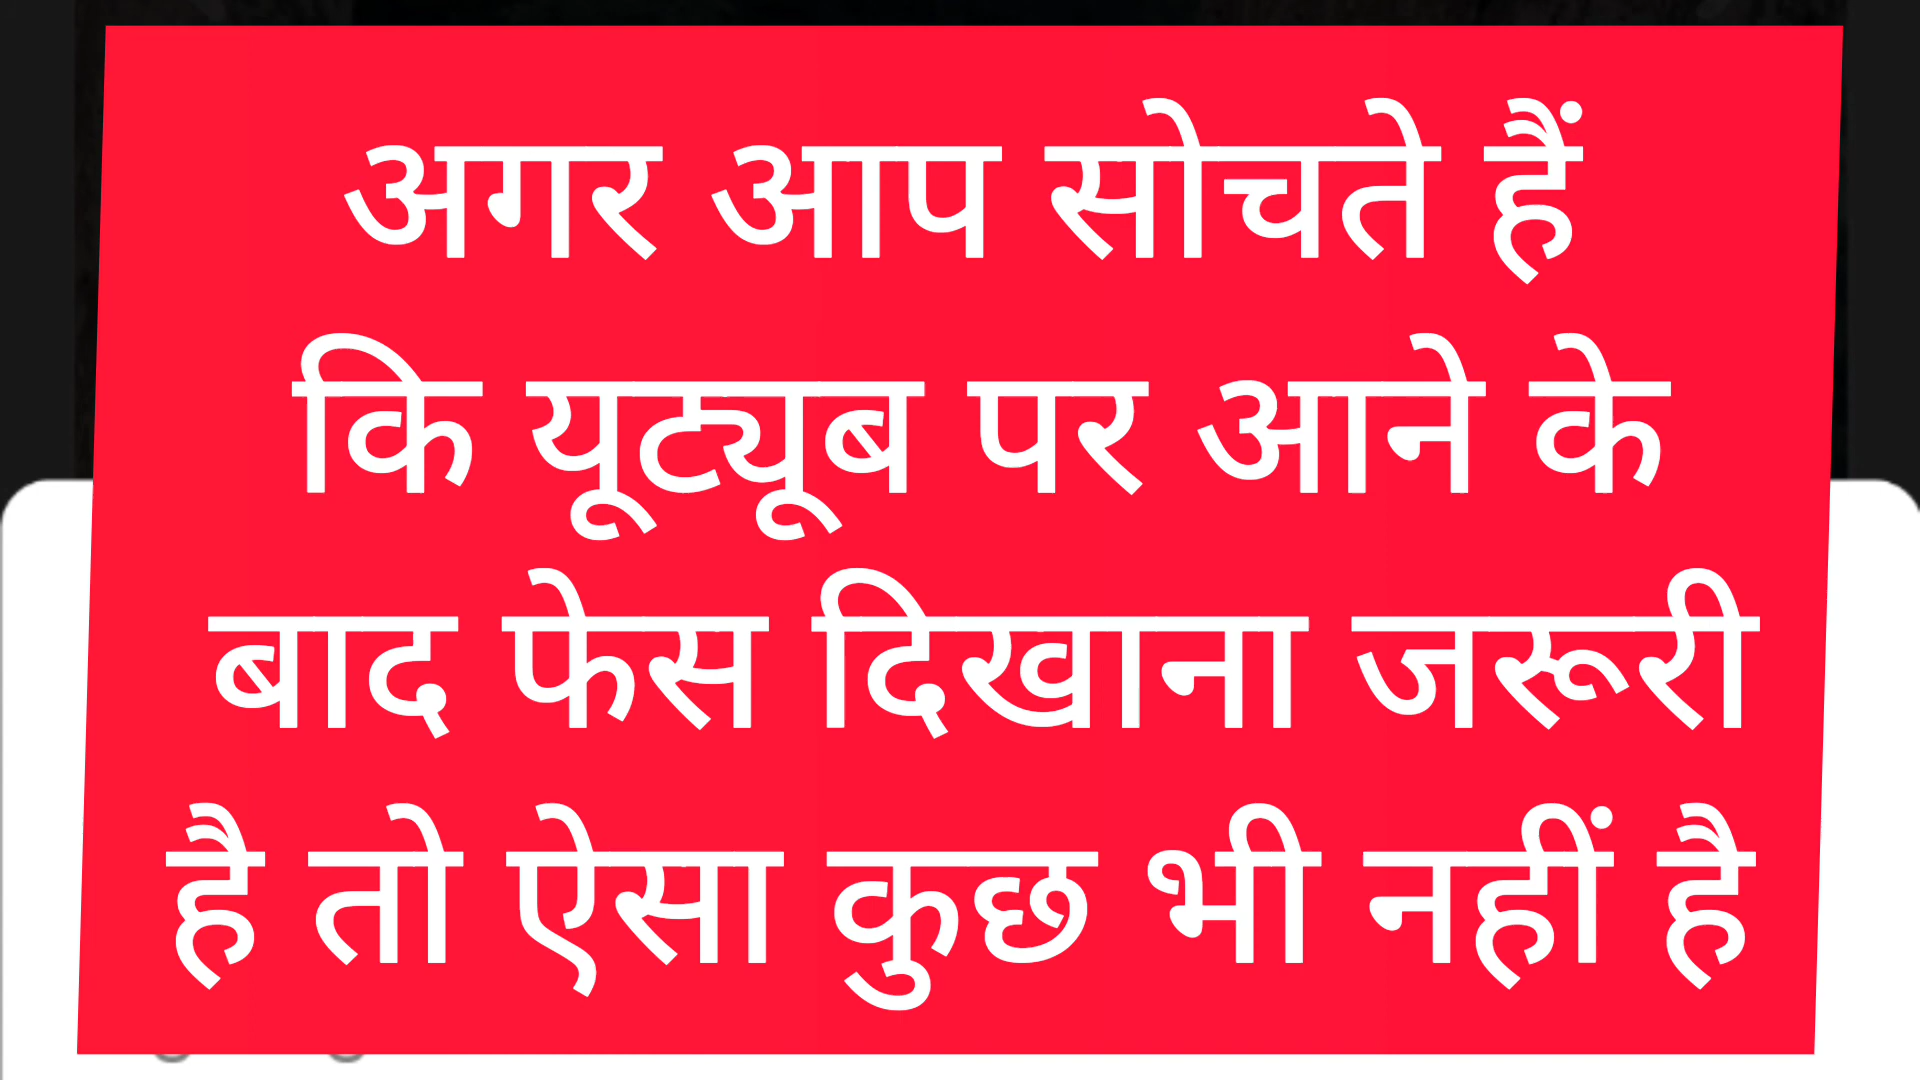 अगर आप सोचते हैं
कि यूट्यूब पर आने के
बाद फेस दिखाना जरूरी
है तो ऐसा कुछ भी नहीं है